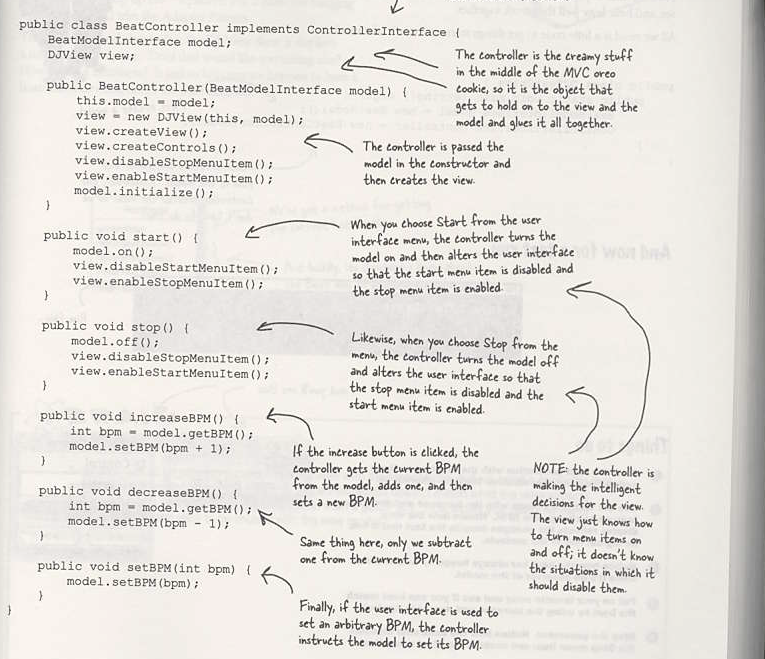 public class BeatController implements ControllerInterface {
BeatModelInterface model;
DJView view;
The controller is the creamy stuff
in the middle of the MVC oreo
cookie, so it is the object that
gets to hold on to the view and the
model and glues it all together.
public BeatController(BeatModelInterface model) {
this.model = model;
view = new DJView(this, model);
view.createView();
view.createControls();
view.disableStopMenuItem();
view.enableStartMenuItem();
model.initialize();
}
The controller is passed the
model in the constructor and
then creates the view.
public void start() {
model.on();
view.disableStartMenuItem();
view.enableStopMenuItem();
}
When you choose Start from the user
interface menu, the controller turns the
model on and then alters the user interface
so that the start menu item is disabled and
the stop menu item is enabled.
public void stop() {
model.off();
view.disableStopMenuItem();
view.enableStartMenuItem();
}
Likewise, when you choose Stop from the
menu, the controller turns the model off
and alters the user interface so that
the stop menu item is disabled and the
start menu item is enabled.
public void increaseBPM() {
int bpm = model.getBPM();
model.setBPM(bpm + 1);
}
If the increase button is clicked, the
controller gets the current BPM
from the model, adds one, and then
sets a new BPM.
NOTE: the controller is
making the intelligent
decisions for the view.
The view just knows how
to turn menu items on
and off; it doesn't know
the situations in which it
should disable them.
public void decreaseBPM() {
int bpm = model.getBPM();
model.setBPM(bpm - 1);
}
Same thing here, only we subtract
one from the current BPM.
public void setBPM(int bpm) {
model.setBPM(bpm);
}
}
Finally, if the user interface is used to
set an arbitrary BPM, the controller
instructs the model to set its BPM.